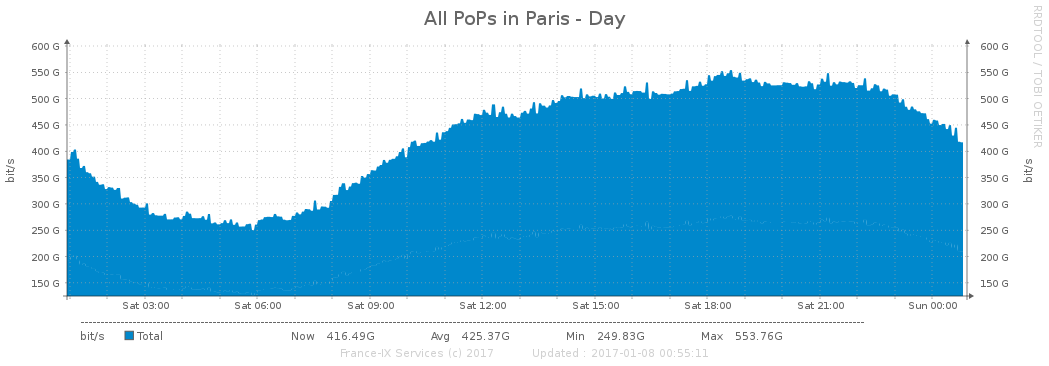 All PoPs in Paris - Day
RRDTOOL / TOBI OETIKER
600 G 600 G
550 G 550 G
500 G 500 G
450 G 450 G
400 G 400 G
350 G 350 G
300 G 300 G
250 G 250 G
200 G 200 G
150 G 150 G
bit/s bit/s
Sat 03:00 Sat 06:00 Sat 09:00 Sat 12:00 Sat 15:00 Sat 18:00 Sat 21:00 Sun 00:00
bit/s Total Now 416.49G Avg 425.37G Min 249.83G Max 553.76G
France-IX Services (c) 2017 Updated : 2017-01-08 00:55:11